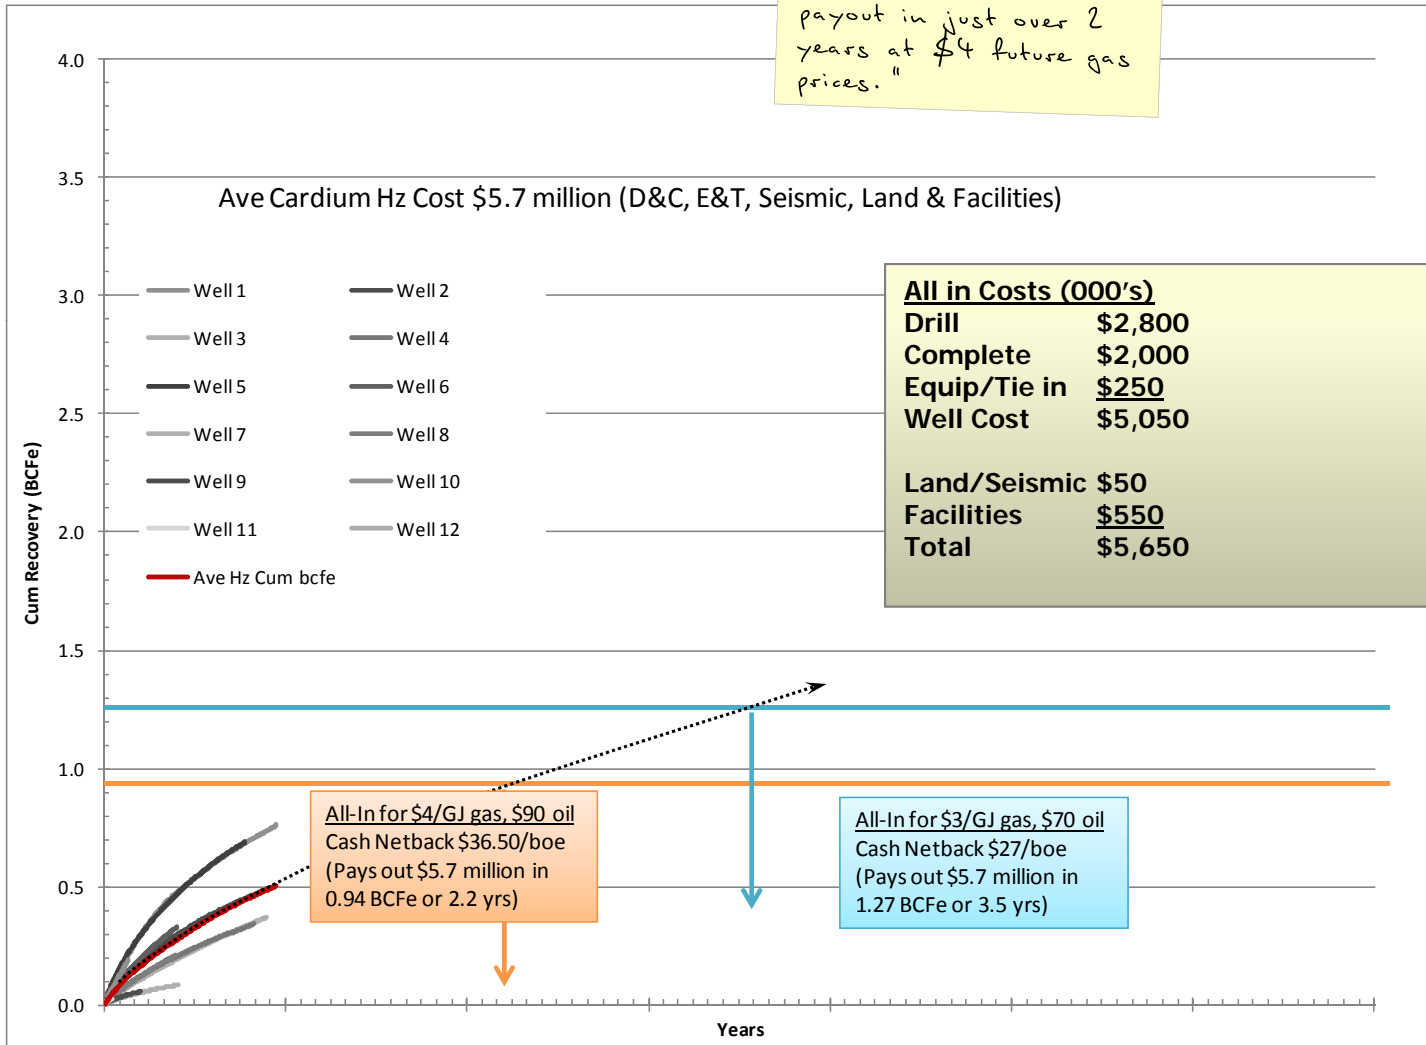 payout in just over 2
years at $4 future gas
prices."
4.0
3.5
3.0
2.5
2.0
1.5
1.0
0.5
0.0
Cum Recovery (BCFe)
Ave Cardium Hz Cost $5.7 million (D&C, E&T, Seismic, Land & Facilities)
Well 1 Well 2
Well 3 Well 4
Well 5 Well 6
Well 7 Well 8
Well 9 Well 10
Well 11 Well 12
Ave Hz Cum bcfe
All in Costs (000's)
Drill $2,800
Complete $2,000
Equip/Tie in $250
Well Cost $5,050
Land/Seismic $50
Facilities $550
Total $5,650
All-In for $4/GJ gas, $90 oil
Cash Netback $36.50/boe
(Pays out $5.7 million in
0.94 BCFe or 2.2 yrs)
All-In for $3/GJ gas, $70 oil
Cash Netback $27/boe
(Pays out $5.7 million in
1.27 BCFe or 3.5 yrs)
Years